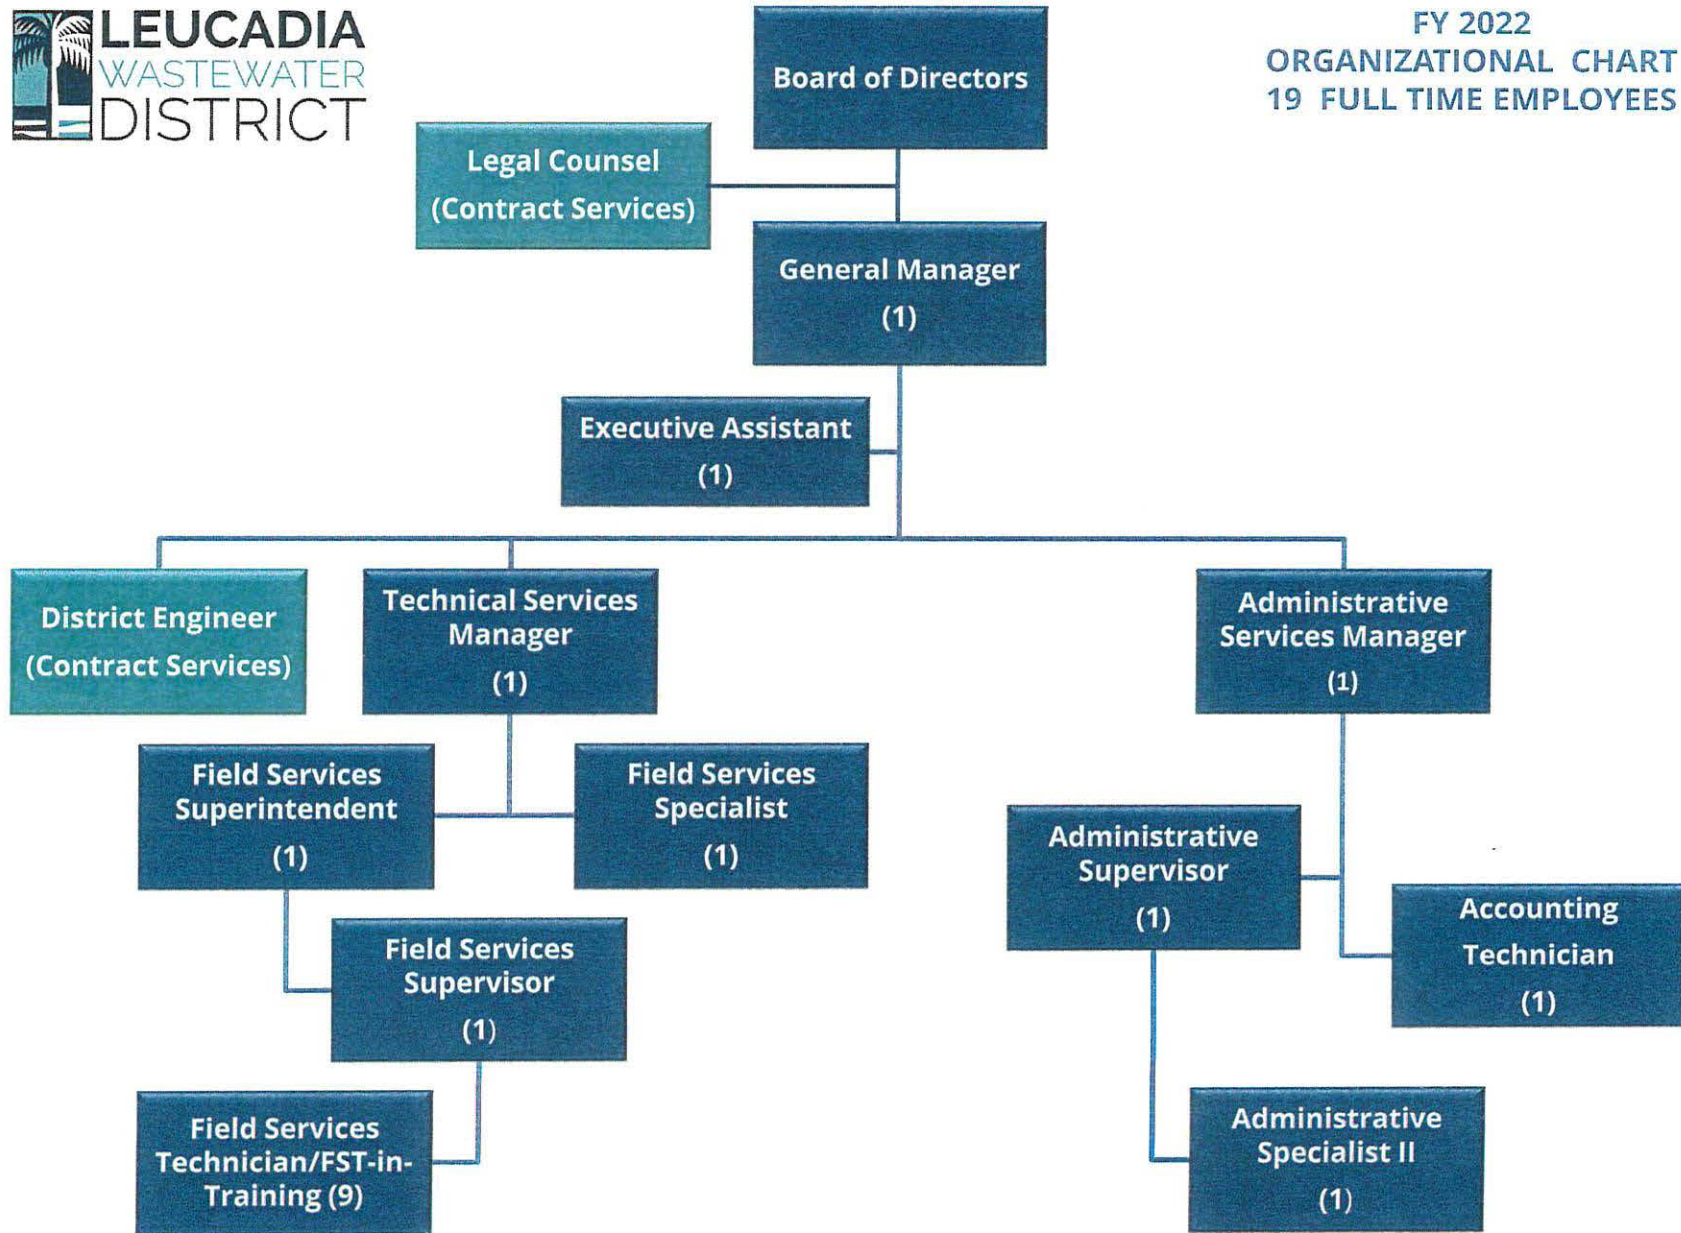 LEUCADIA
WASTEWATER
DISTRICT
FY 2022
ORGANIZATIONAL CHART
19 FULL TIME EMPLOYEES
Board of Directors
Legal Counsel
(Contract Services)
General Manager
(1)
Executive Assistant
(1)
District Engineer
(Contract Services)
Technical Services
Manager
(1)
Administrative
Services Manager
(1)
Field Services
Superintendent
(1)
Field Services
Specialist
(1)
Administrative
Supervisor
(1)
Accounting
Technician
(1)
Field Services
Supervisor
(1)
Field Services
Technician/FST-in-
Training (9)
Administrative
Specialist II
(1)